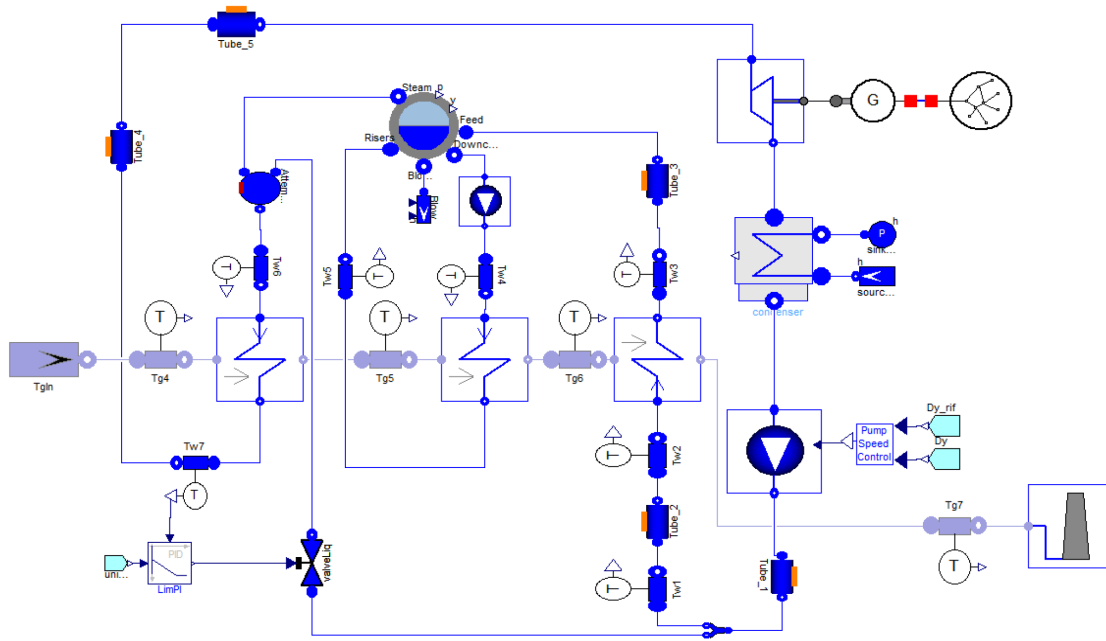 Tube_5
Steam
p
y
Feed
Risers
Downc...
Blo...
G
Tube_4
Attem...
Blow
h
Tube_3
h
P
sink...
h
sourc...
condenser
Tw6
T
Tw5
T
T
Tw4
T
Tw3
T
T
T
TgIn
Tg4
Tg5
Tg6
Dy_rif
Pump
Speed
Control
Dy
Tw7
T
Tw2
T
Tube_2
Tg7
T
PID
uni...
LimPI
valveLiq
T
Tw1
Tube_1